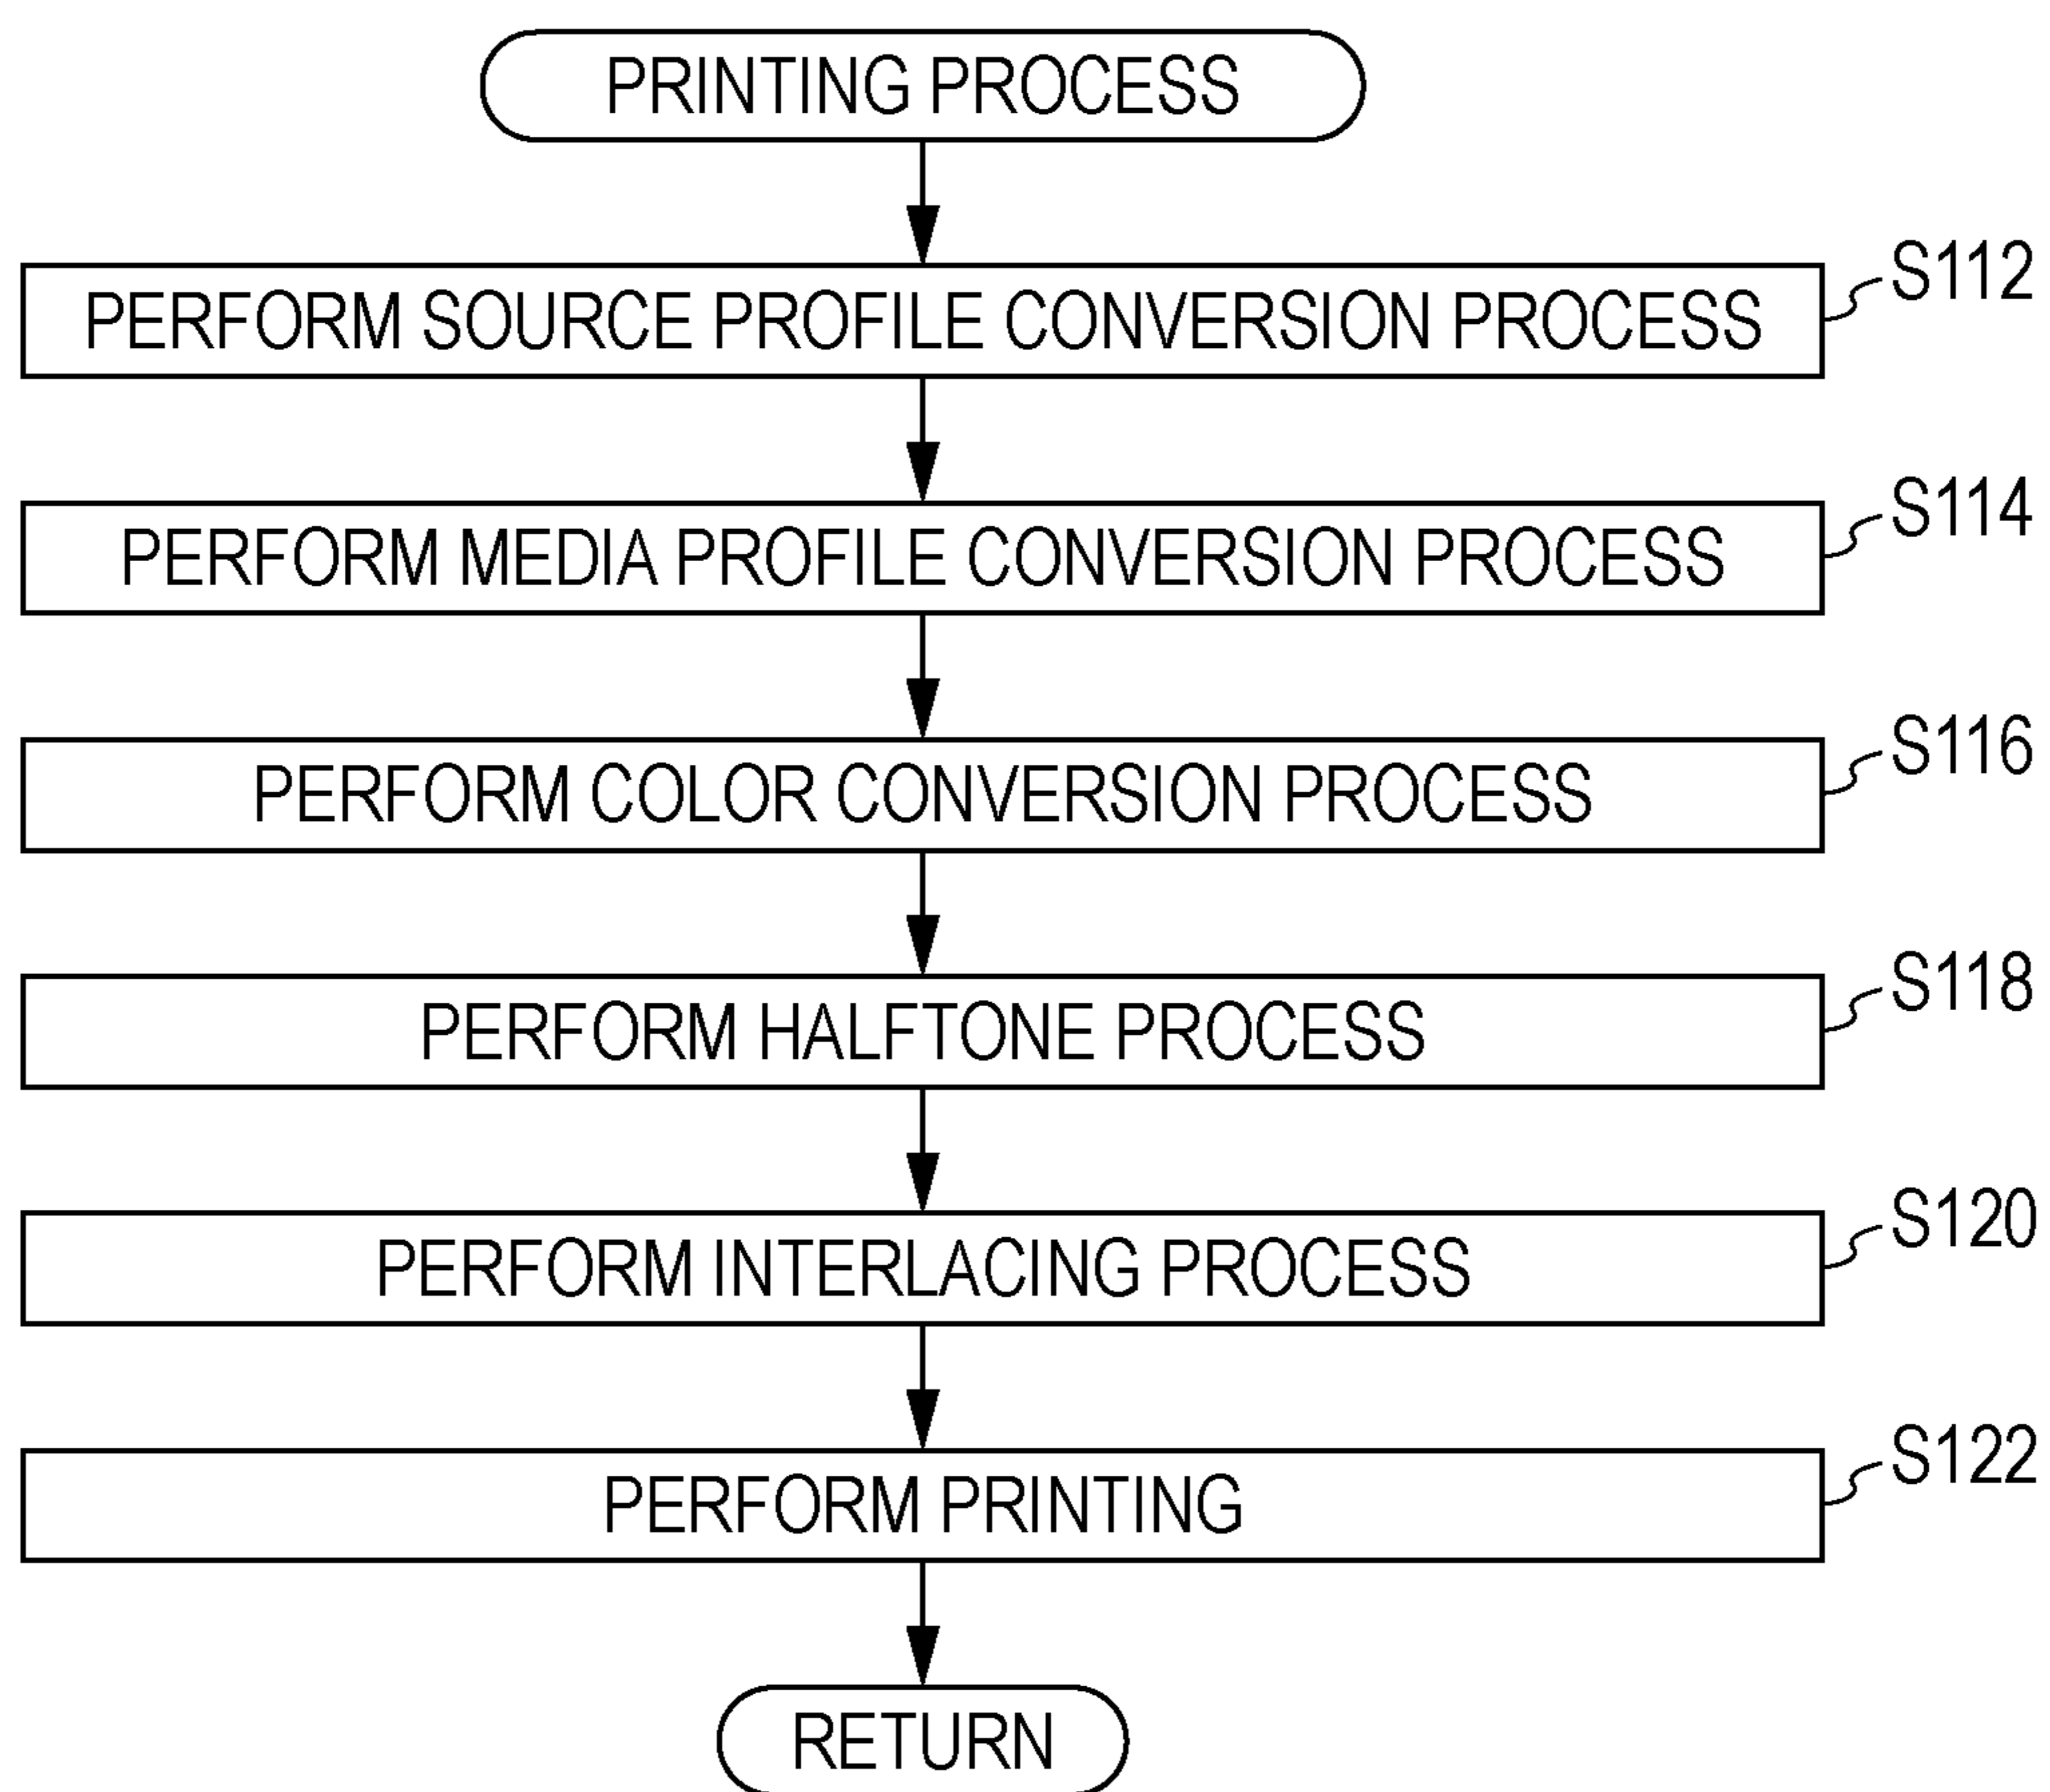 PRINTING PROCESS
PERFORM SOURCE PROFILE CONVERSION PROCESS
S112
PERFORM MEDIA PROFILE CONVERSION PROCESS
S114
PERFORM COLOR CONVERSION PROCESS
S116
PERFORM HALFTONE PROCESS
S118
PERFORM INTERLACING PROCESS
S120
PERFORM PRINTING
S122
RETURN